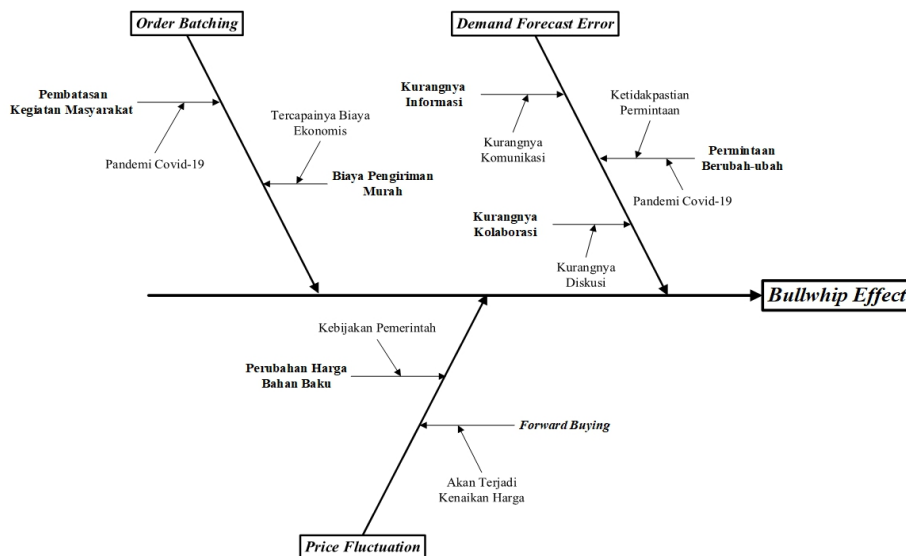 Order Batching
Demand Forecast Error
Pembatasan
Kegiatan Masyarakat
Pandemi Covid-19
Tercapainya Biaya
Ekonomis
Biaya Pengiriman
Murah
Kurangnya
Informasi
Kurangnya
Komunikasi
Ketidakpastian
Permintaan
Permintaan
Berubah-ubah
Pandemi Covid-19
Kurangnya
Kolaborasi
Kurangnya
Diskusi
Bullwhip Effect
Kebijakan Pemerintah
Perubahan Harga
Bahan Baku
Forward Buying
Akan Terjadi
Kenaikan Harga
Price Fluctuation